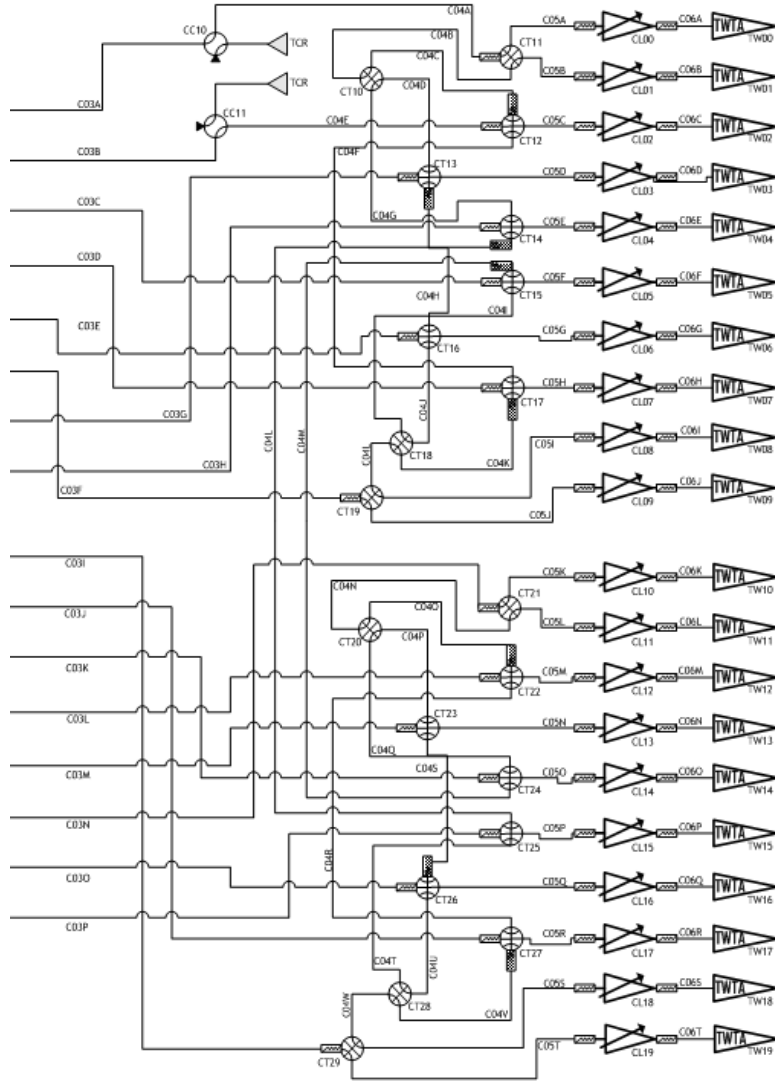 C04A C05A C06A TWTA
CC10 TCR C04B CT11 CL00 TW00
C04C C05B C06B TWTA
TCR CT10 C04D CL01 TW01
C03A CC11 C04E C05C C06C TWTA
CT12 CL02 TW02
C03B C04F CT13 C05D C06D TWTA
CL03 TW03
C03C C04G C05E C06E TWTA
CT14 CL04 TW04
C03D C05F C06F TWTA
C04H CT15 CL05 TW05
C04I
C03E C05G C06G TWTA
CT16 CL06 TW06
C05H C06H TWTA
C04J CT17 CL07 TW07
C03G
C04L C04M C05I C06I TWTA
C04L CT18 CL08 TW08
C03H C04K
C03F C06J TWTA
CT19 C05J CL09 TW09
C03I C05K C06K TWTA
C04N CT21 CL10 TW10
C04O
C03J C04P C05L C06L TWTA
CT20 CL11 TW11
C03K C05M C06M TWTA
CT22 CL12 TW12
C03L CT23 C05N C06N TWTA
C04Q CL13 TW13
C03M C04S C05O C06O TWTA
CT24 CL14 TW14
C03N C05P C06P TWTA
C04R CT25 CL15 TW15
C03O C05Q C06Q TWTA
CT26 CL16 TW16
C03P C05R C06R TWTA
CT27 CL17 TW17
C04T C04U
C04W CT28 C04V C05S C06S TWTA
CL18 TW18
CT29 C05T C06T TWTA
CL19 TW19